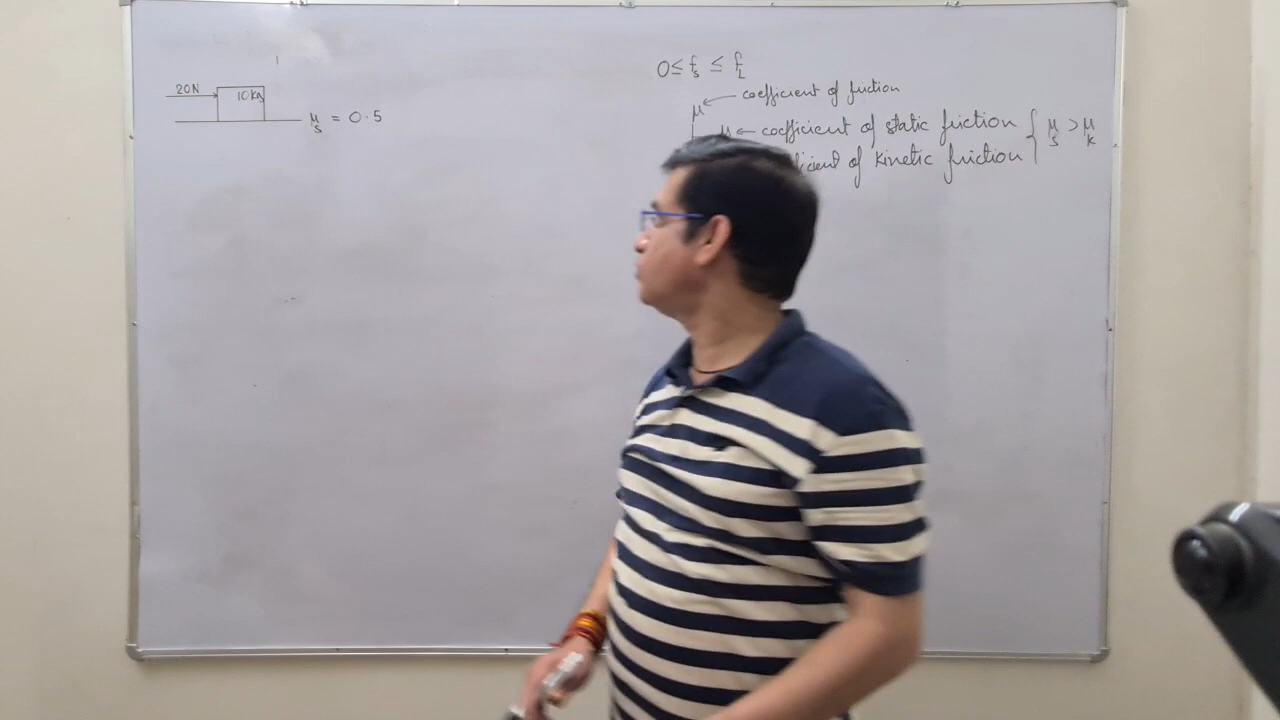 20N
10kg
μs = 0.5
0 ≤ fs ≤ fL
μ ← coefficient of friction
μ ← coefficient of static friction { μs > μk
of kinetic friction